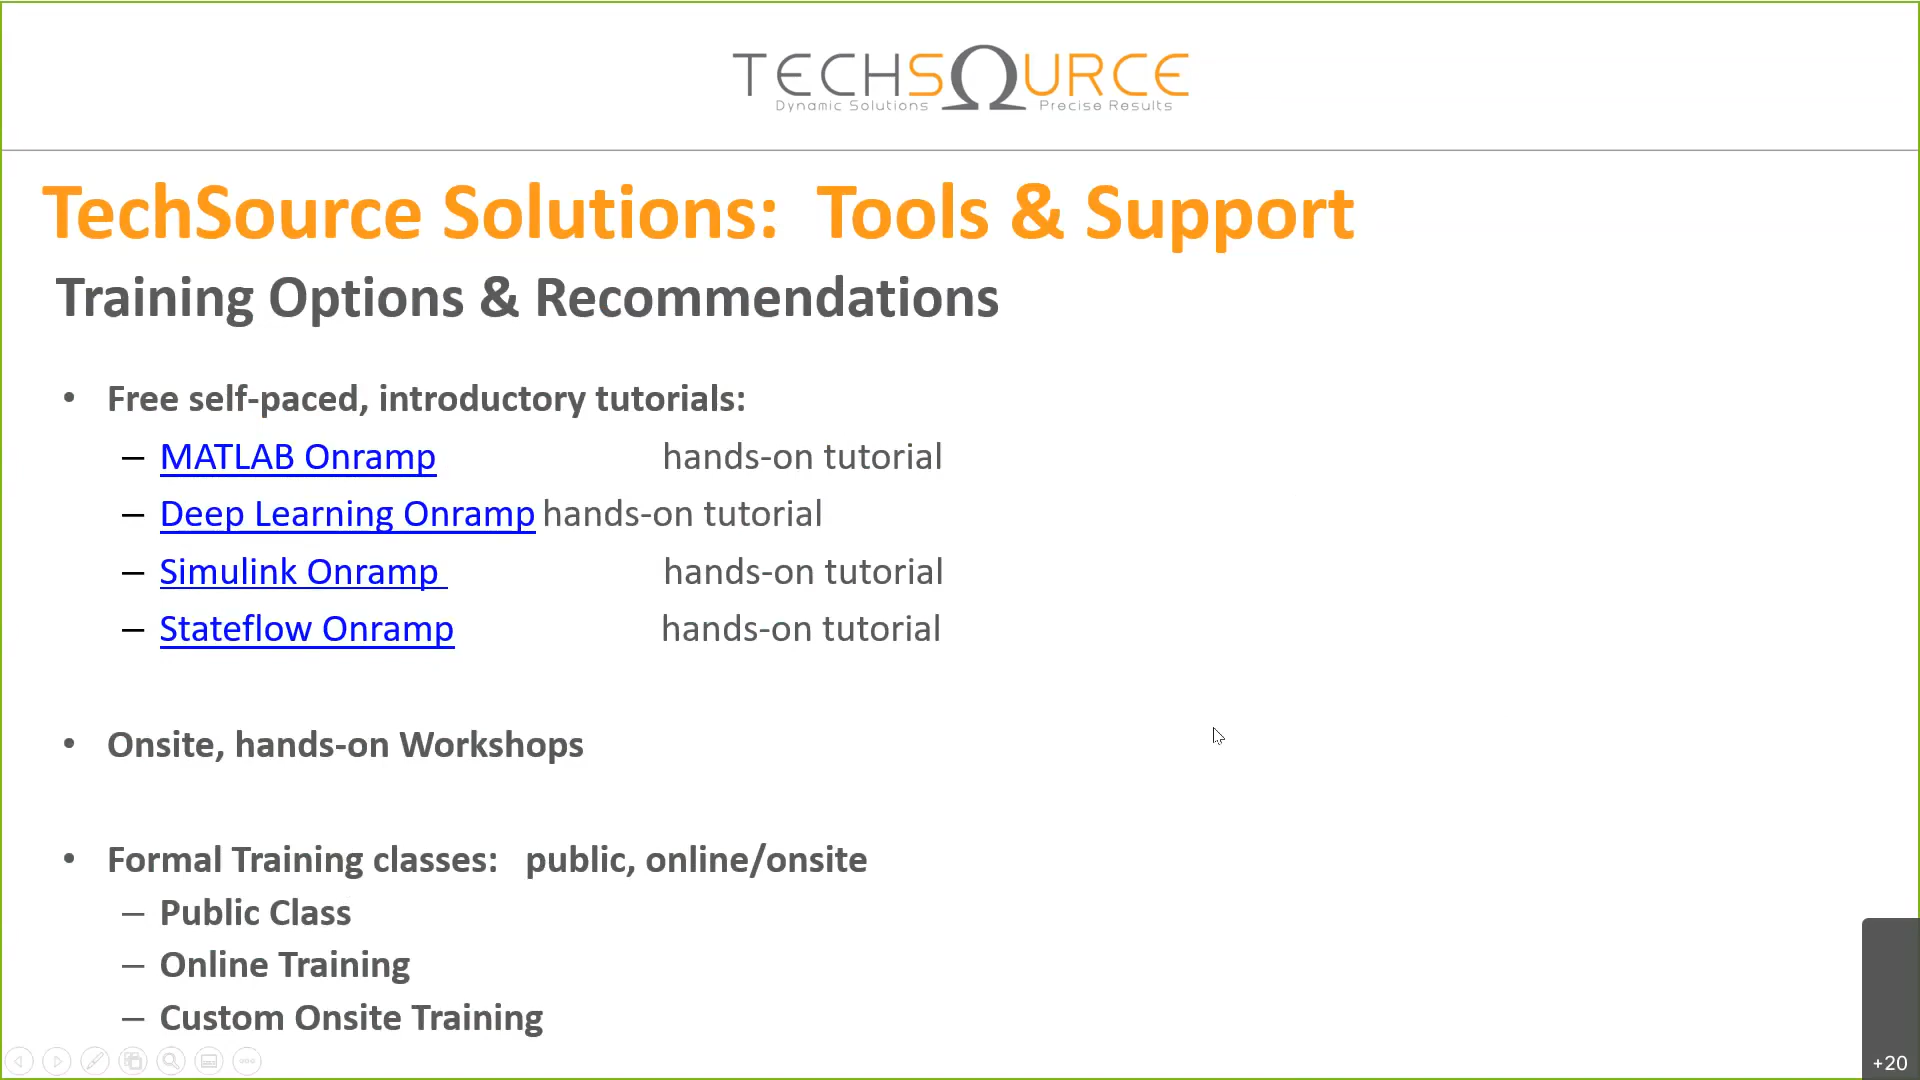 TECHSOURCE
Dynamic Solutions Precise Results
TechSource Solutions: Tools & Support
Training Options & Recommendations
• Free self-paced, introductory tutorials:
– MATLAB Onramp hands-on tutorial
– Deep Learning Onramp hands-on tutorial
– Simulink Onramp hands-on tutorial
– Stateflow Onramp hands-on tutorial
• Onsite, hands-on Workshops
• Formal Training classes: public, online/onsite
– Public Class
– Online Training
– Custom Onsite Training
+20